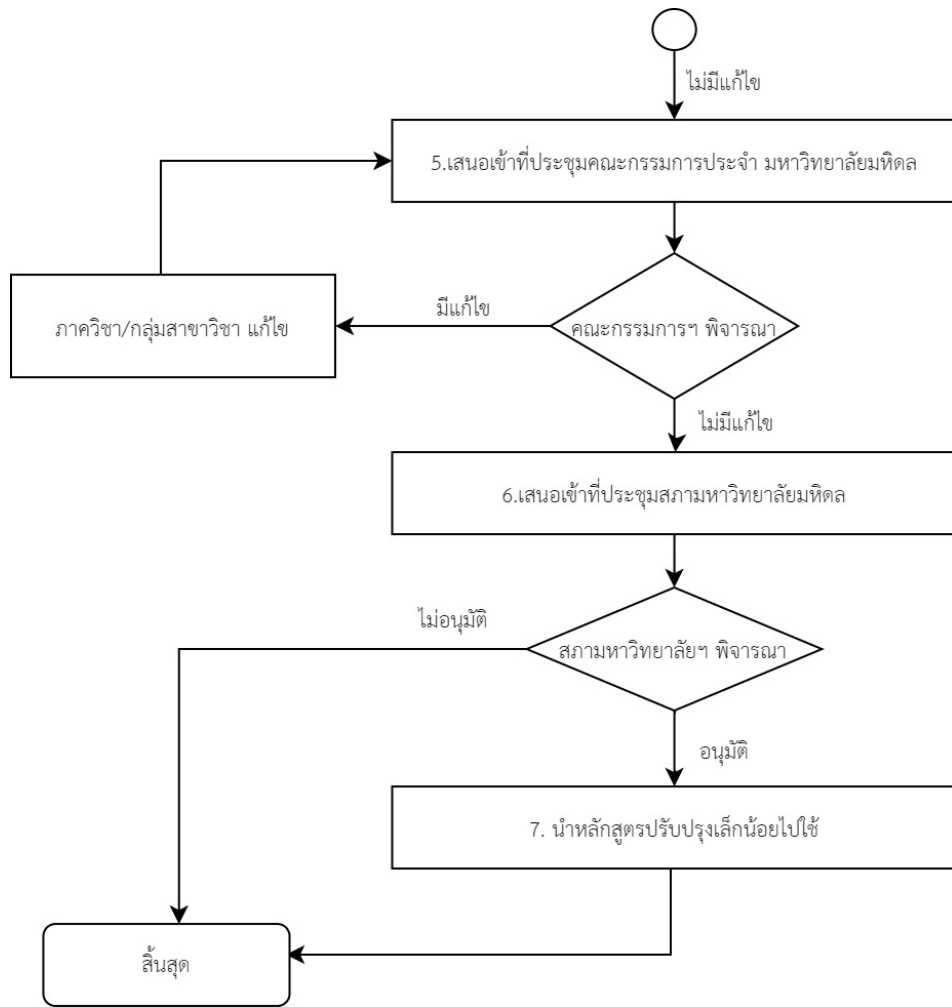 ไม่มีแก้ไข
5.เสนอเข้าที่ประชุมคณะกรรมการประจำ มหาวิทยาลัยมหิดล
มีแก้ไข
ภาควิชา/กลุ่มสาขาวิชา แก้ไข
คณะกรรมการฯ พิจารณา
ไม่มีแก้ไข
6.เสนอเข้าที่ประชุมสภามหาวิทยาลัยมหิดล
ไม่อนุมัติ
สภามหาวิทยาลัยฯ พิจารณา
อนุมัติ
7. นำหลักสูตรปรับปรุงเล็กน้อยไปใช้
สิ้นสุด